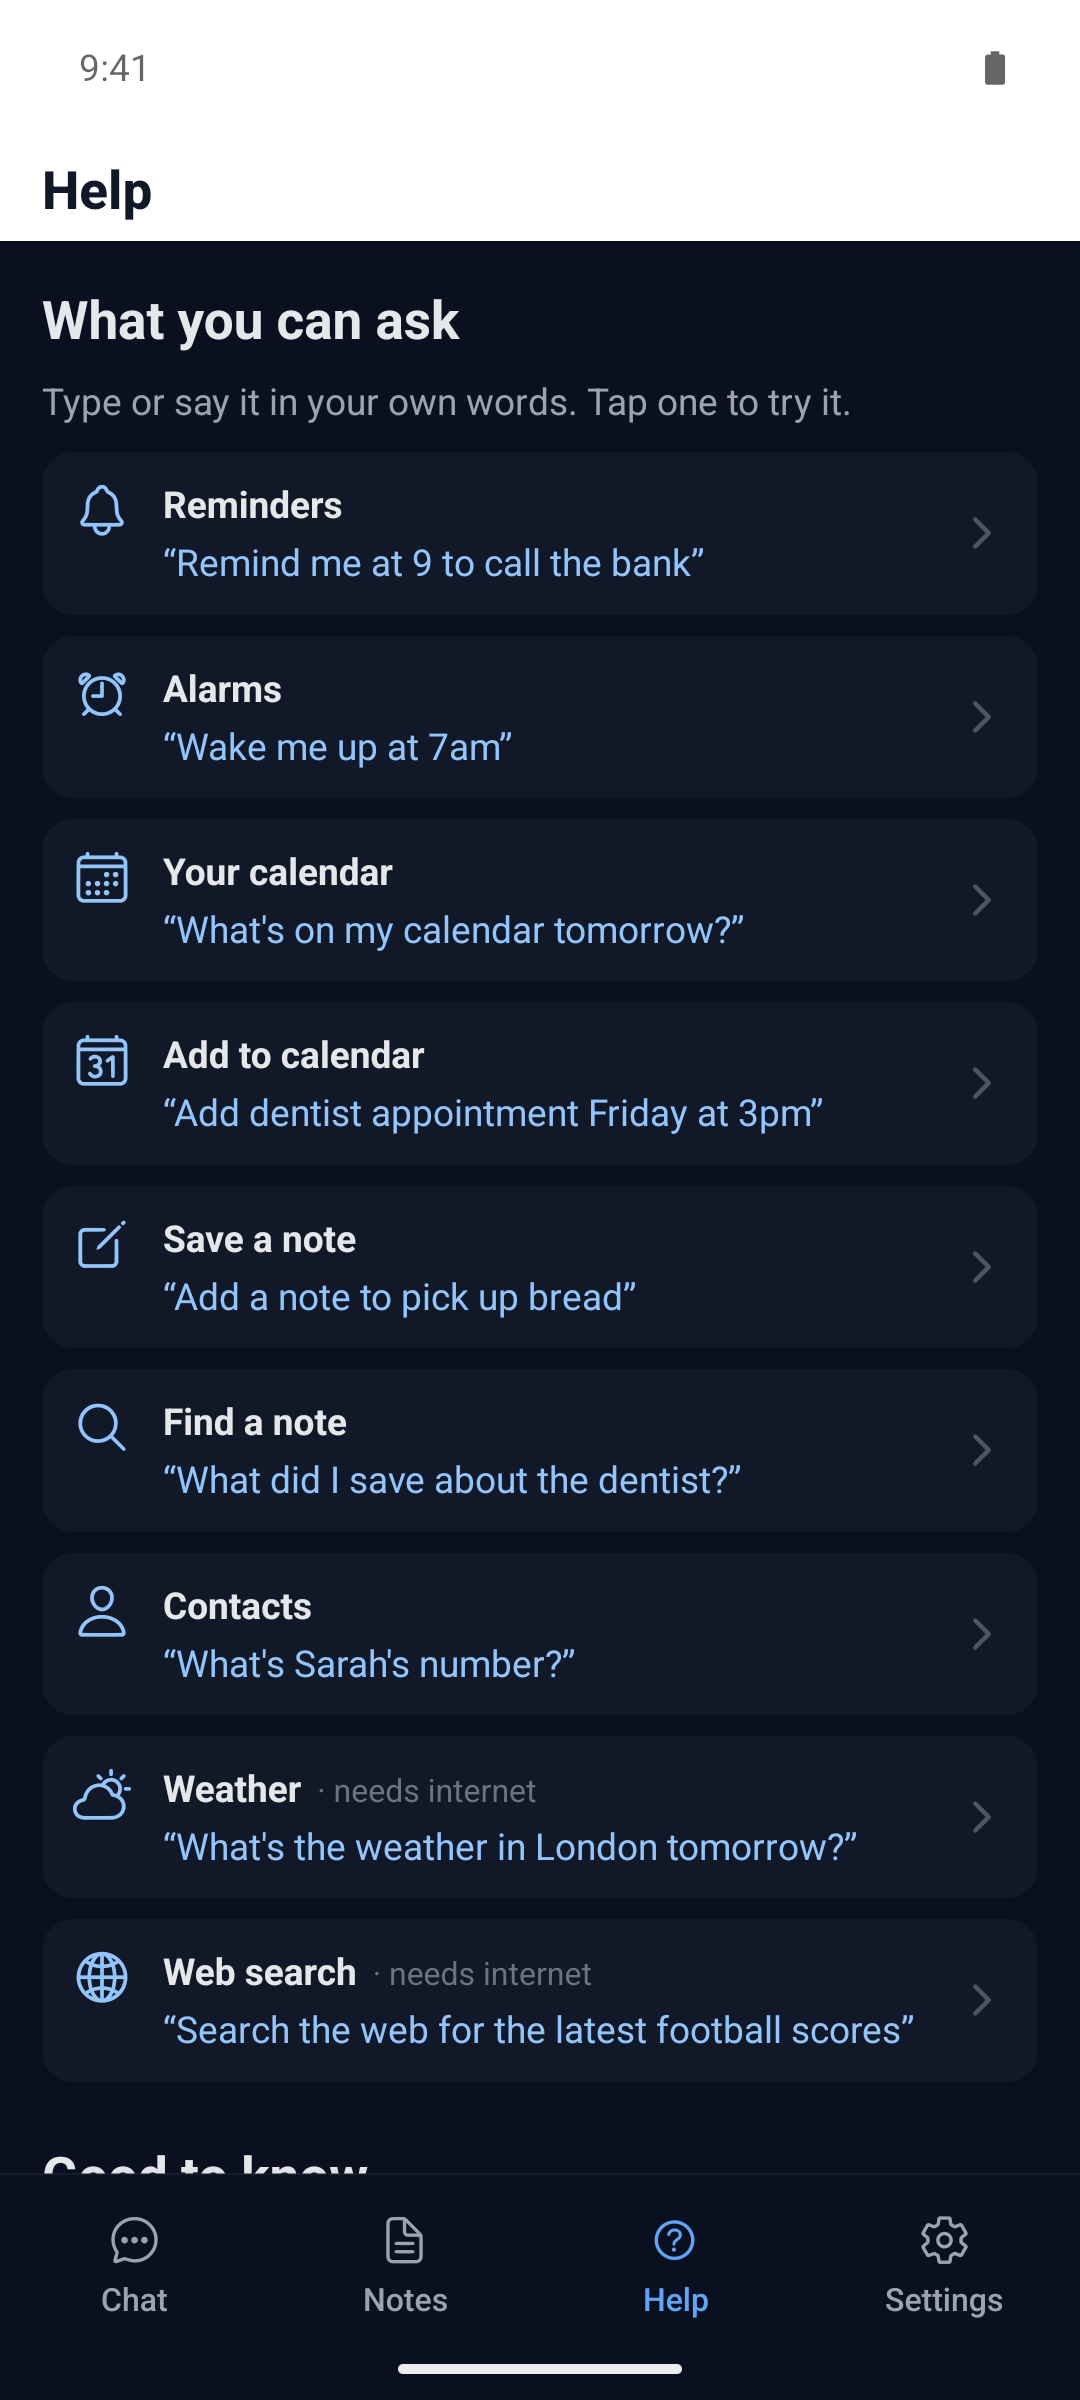 9:41
Help
What you can ask
Type or say it in your own words. Tap one to try it.
Reminders
“Remind me at 9 to call the bank”
Alarms
“Wake me up at 7am”
Your calendar
“What's on my calendar tomorrow?”
31
Add to calendar
“Add dentist appointment Friday at 3pm”
Save a note
“Add a note to pick up bread”
Find a note
“What did I save about the dentist?”
Contacts
“What's Sarah's number?”
Weather · needs internet
“What's the weather in London tomorrow?”
Web search · needs internet
“Search the web for the latest football scores”
Good to know
Chat
Notes
Help
Settings